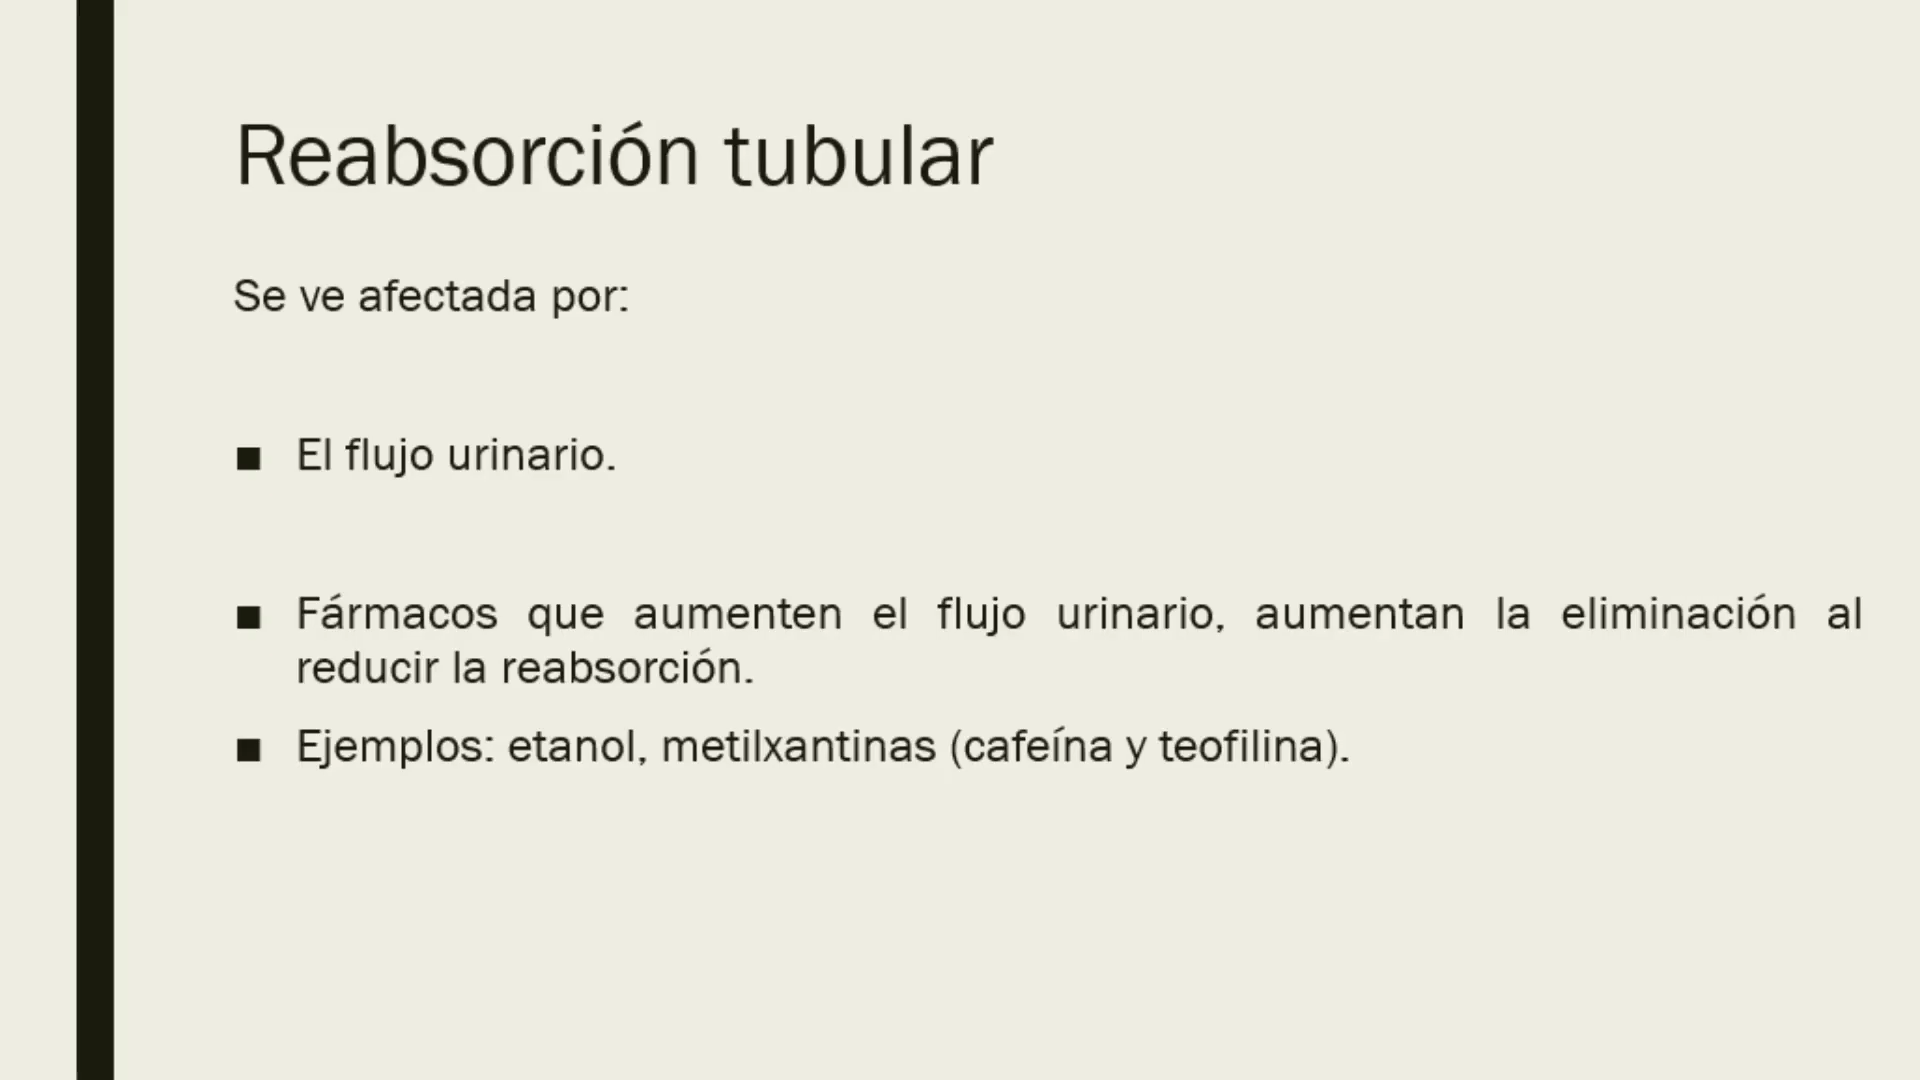 Reabsorción tubular
Se ve afectada por:
■ El flujo urinario.
■ Fármacos que aumenten el flujo urinario, aumentan la eliminación al
reducir la reabsorción.
■ Ejemplos: etanol, metilxantinas (cafeína y teofilina).